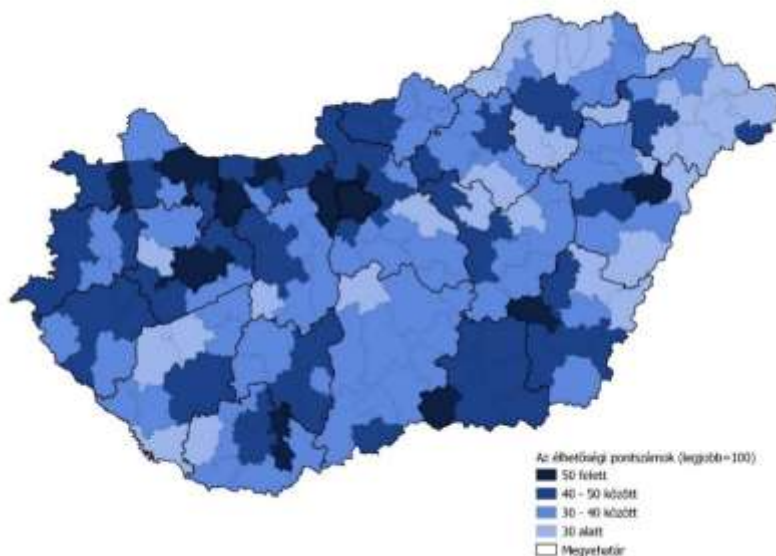 Az élhetőségi pontszámok (legjobb=100)
50 felett
40 - 50 között
30 - 40 között
30 alatt
Megyehatár